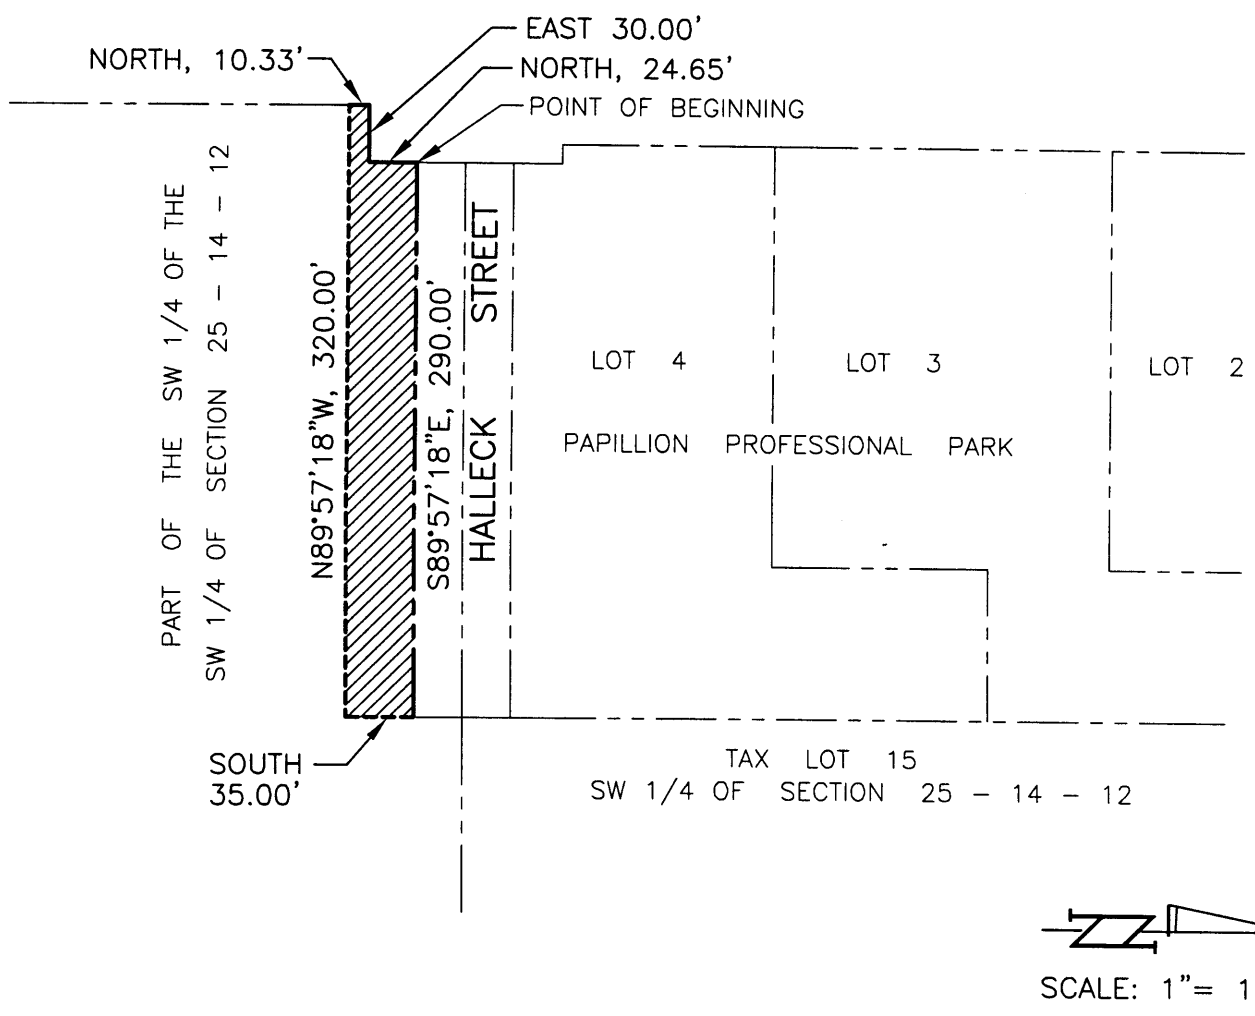 EAST 30.00'
NORTH, 10.33'
NORTH, 24.65'
POINT OF BEGINNING
PART OF THE SW 1/4 OF THE
SW 1/4 OF SECTION 25 - 14 - 12
N89°57'18"W, 320.00'
S89°57'18"E, 290.00'
HALLECK STREET
LOT 4
LOT 3
LOT 2
PAPILLION PROFESSIONAL PARK
SOUTH
35.00'
TAX LOT 15
SW 1/4 OF SECTION 25 - 14 - 12
SCALE: 1"= 1